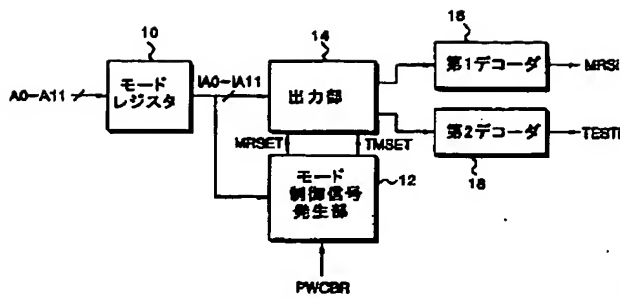 10
14
16
モード
レジスタ
A0-A11
IA0-IA11
出力部
第1デコーダ
MRS
第2デコーダ
TEST
MRSET
TMSET
モード
制御信号
発生部
12
18
PWCBR